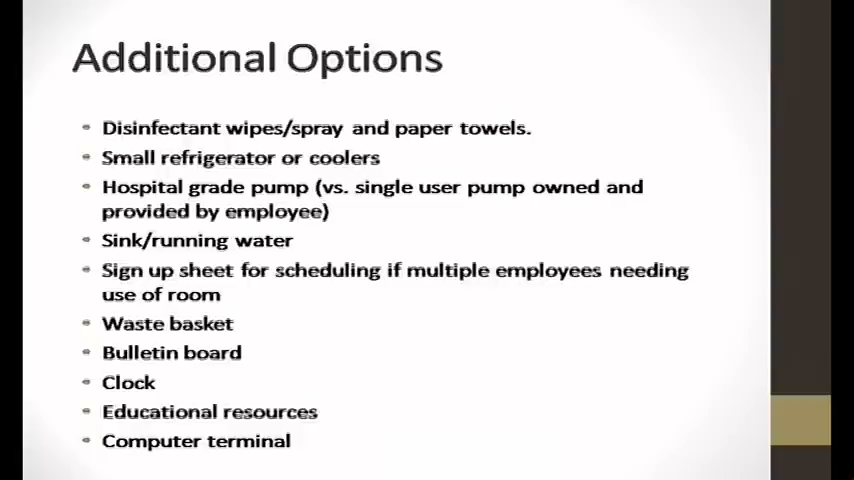 Additional Options
• Disinfectant wipes/spray and paper towels.
• Small refrigerator or coolers
• Hospital grade pump (vs. single user pump owned and
provided by employee)
• Sink/running water
• Sign up sheet for scheduling if multiple employees needing
use of room
• Waste basket
• Bulletin board
• Clock
• Educational resources
• Computer terminal